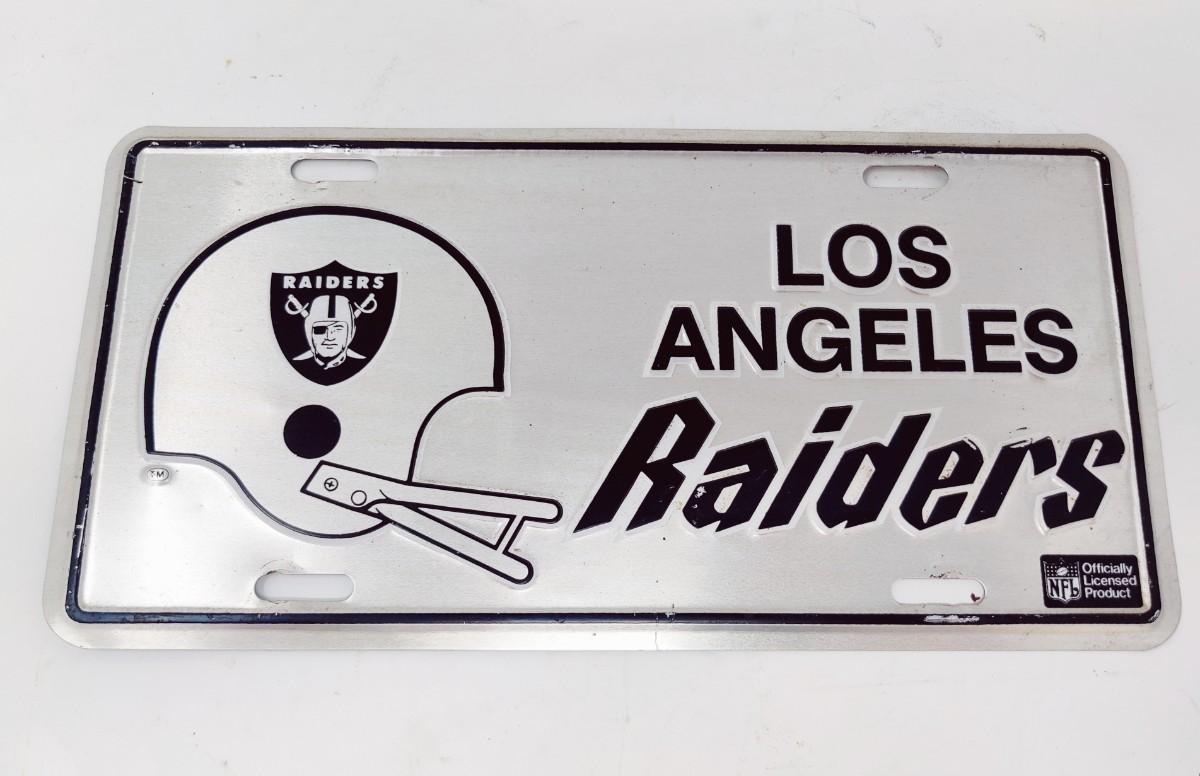 RAIDERS
TM
LOS
ANGELES
Raiders
NFL
Officially
Licensed
Product